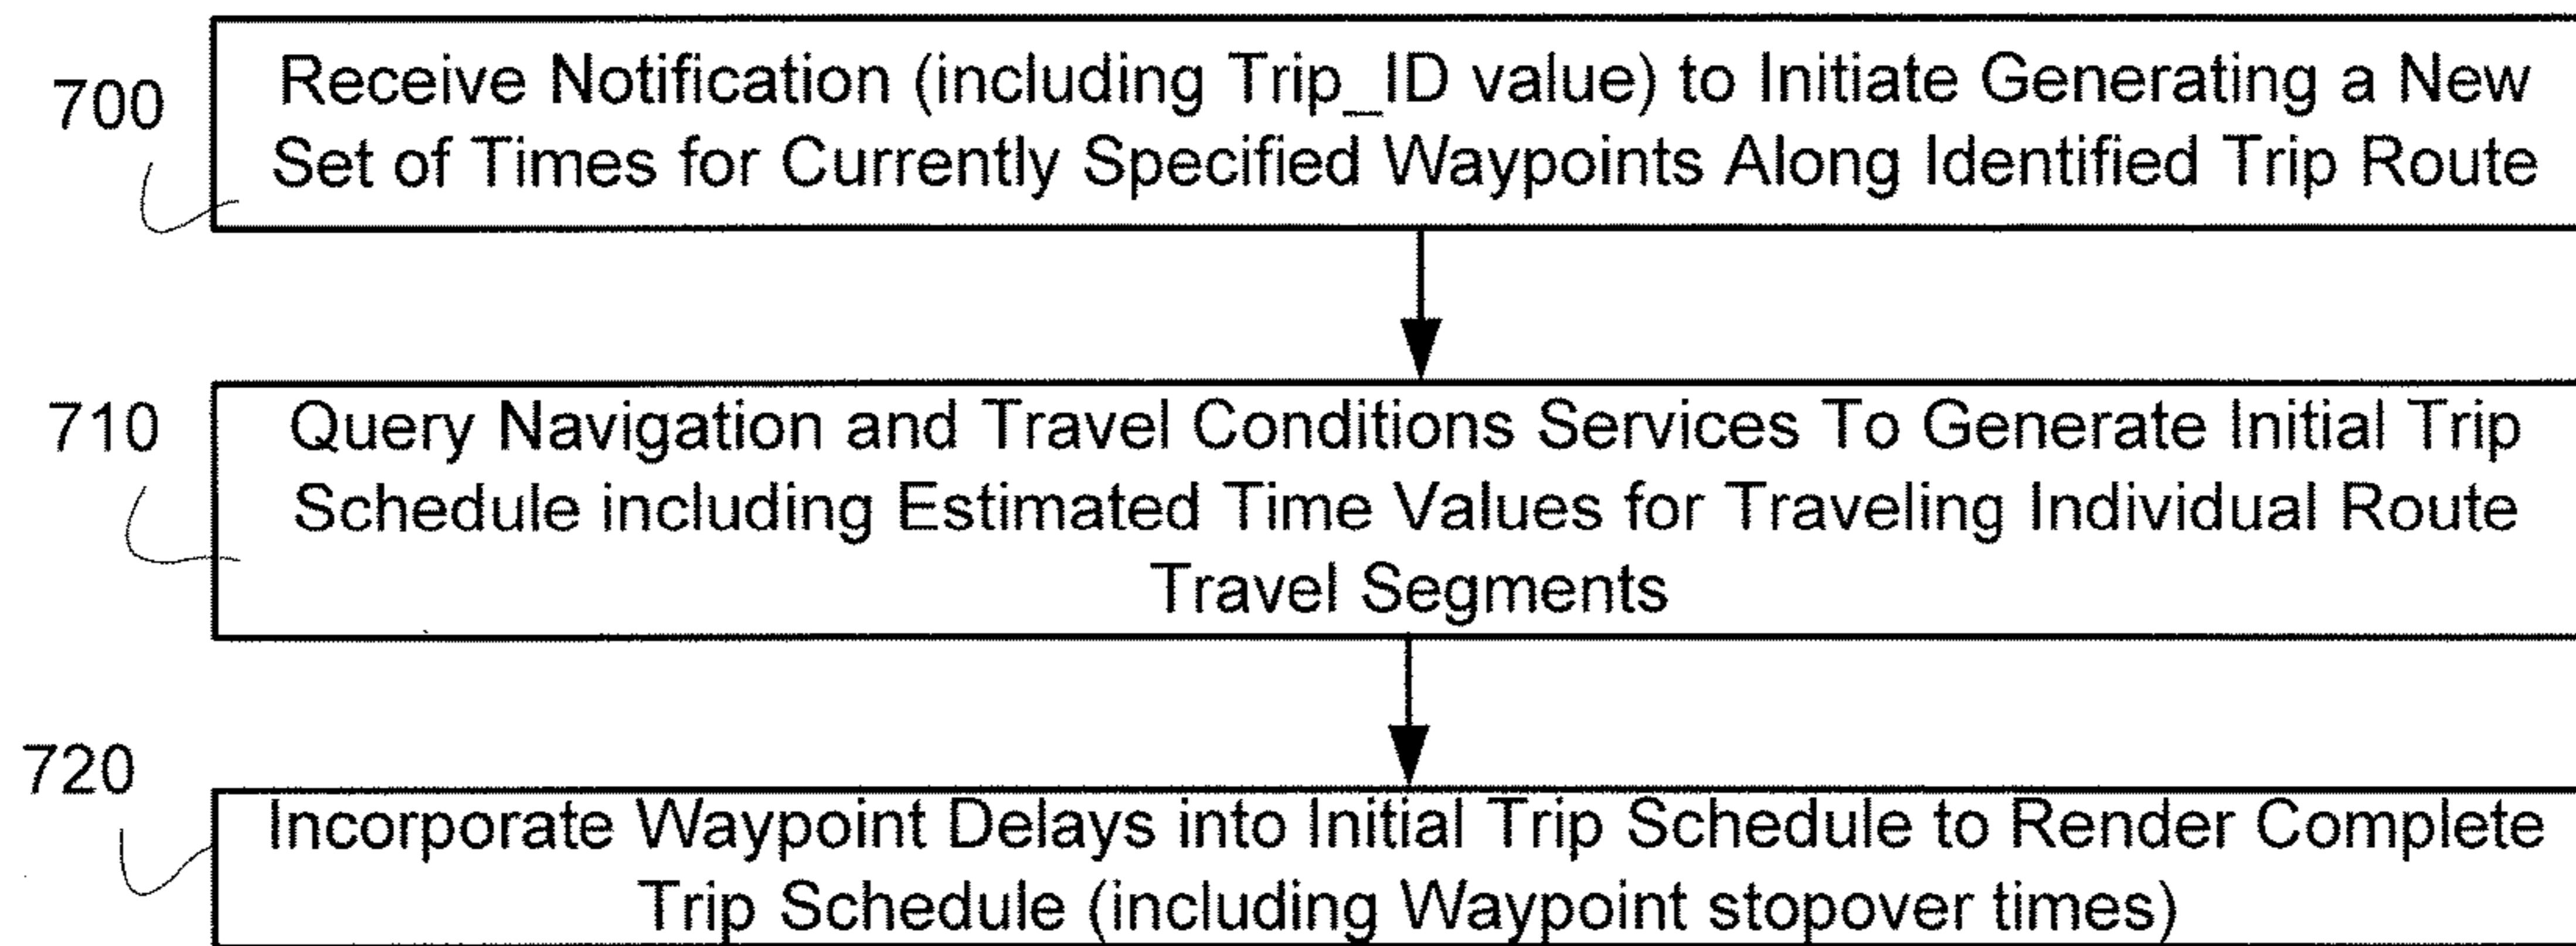 700
Receive Notification (including Trip_ID value) to Initiate Generating a New
Set of Times for Currently Specified Waypoints Along Identified Trip Route
710
Query Navigation and Travel Conditions Services To Generate Initial Trip
Schedule including Estimated Time Values for Traveling Individual Route
Travel Segments
720
Incorporate Waypoint Delays into Initial Trip Schedule to Render Complete
Trip Schedule (including Waypoint stopover times)